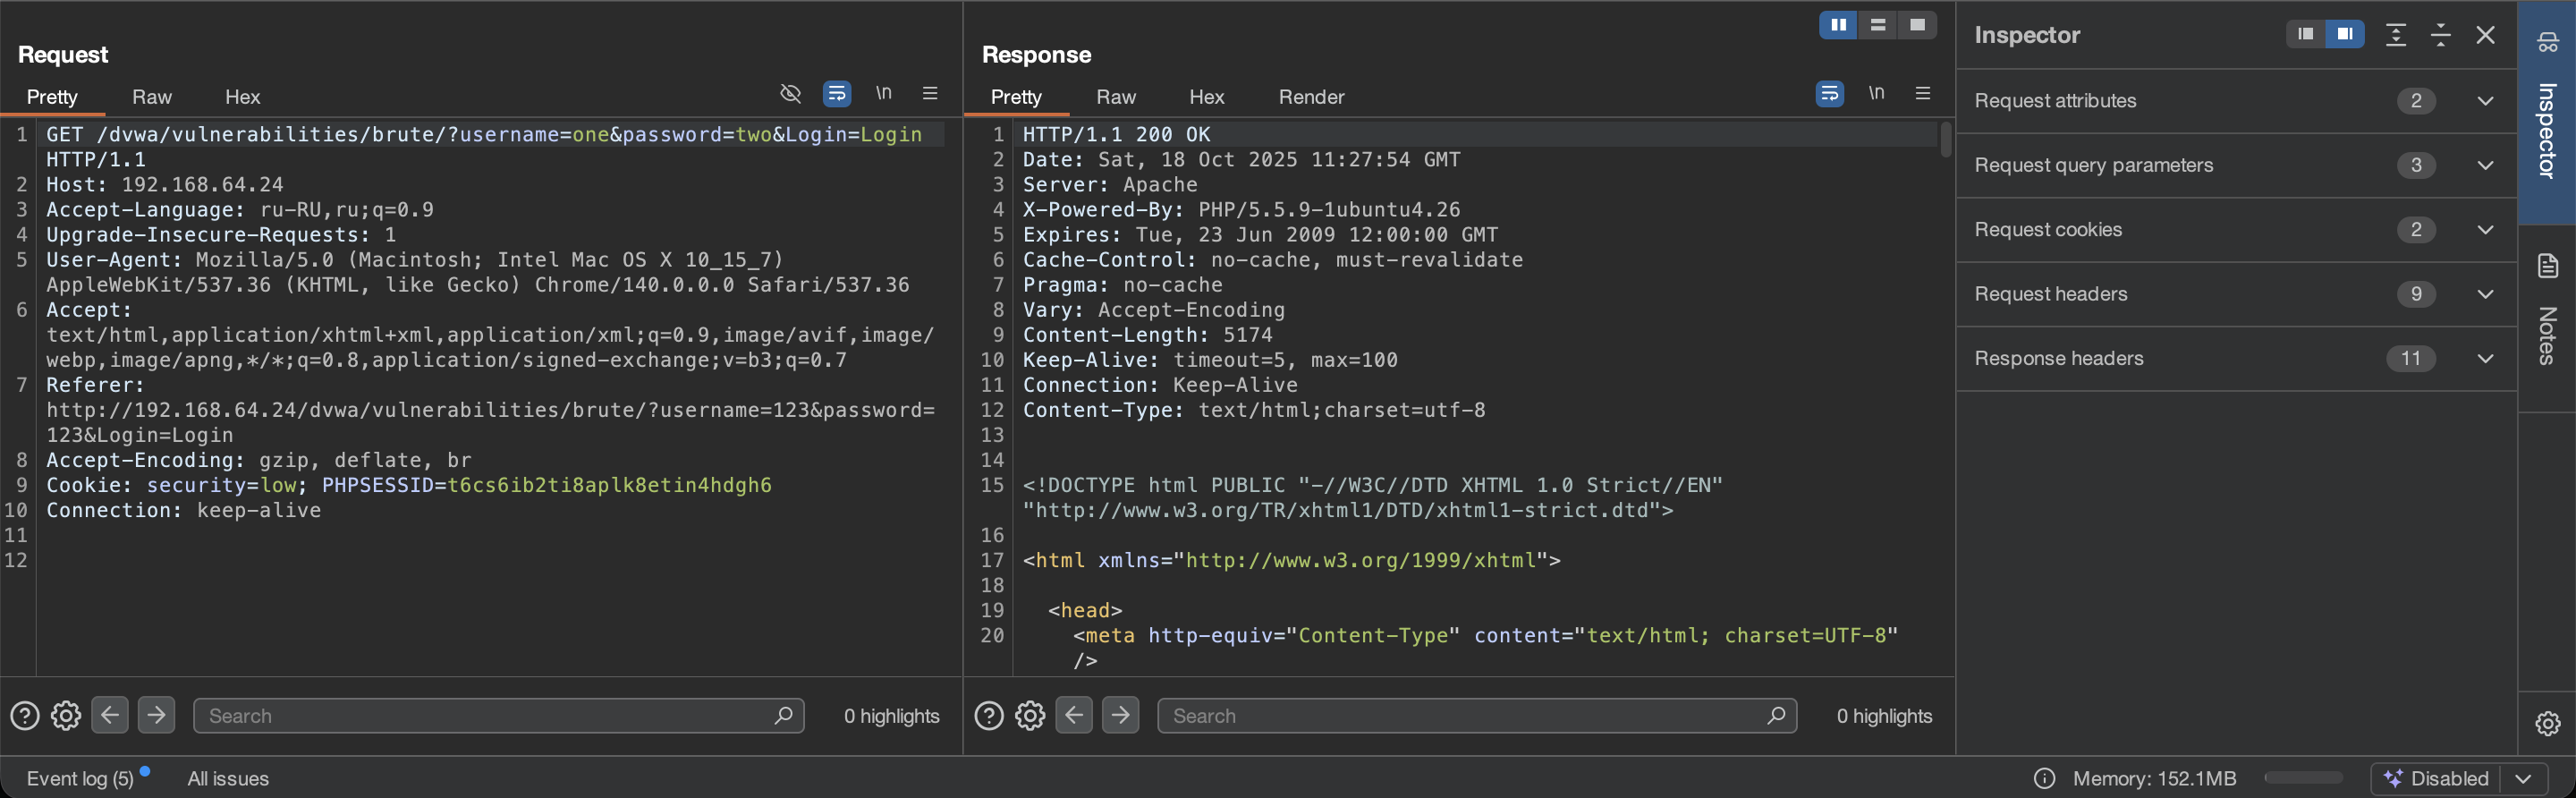 Request
Pretty Raw Hex
\n
1 GET /dvwa/vulnerabilities/brute/?username=one&password=two&Login=Login
HTTP/1.1
2 Host: 192.168.64.24
3 Accept-Language: ru-RU,ru;q=0.9
4 Upgrade-Insecure-Requests: 1
5 User-Agent: Mozilla/5.0 (Macintosh; Intel Mac OS X 10_15_7)
AppleWebKit/537.36 (KHTML, like Gecko) Chrome/140.0.0.0 Safari/537.36
6 Accept:
text/html,application/xhtml+xml,application/xml;q=0.9,image/avif,image/
webp,image/apng,*/*;q=0.8,application/signed-exchange;v=b3;q=0.7
7 Referer:
http://192.168.64.24/dvwa/vulnerabilities/brute/?username=123&password=
123&Login=Login
8 Accept-Encoding: gzip, deflate, br
9 Cookie: security=low; PHPSESSID=t6cs6ib2ti8aplk8etin4hdgh6
10 Connection: keep-alive
11
12
Search
0 highlights
Response
Pretty Raw Hex Render
\n
1 HTTP/1.1 200 OK
2 Date: Sat, 18 Oct 2025 11:27:54 GMT
3 Server: Apache
4 X-Powered-By: PHP/5.5.9-1ubuntu4.26
5 Expires: Tue, 23 Jun 2009 12:00:00 GMT
6 Cache-Control: no-cache, must-revalidate
7 Pragma: no-cache
8 Vary: Accept-Encoding
9 Content-Length: 5174
10 Keep-Alive: timeout=5, max=100
11 Connection: Keep-Alive
12 Content-Type: text/html;charset=utf-8
13
14
15 <!DOCTYPE html PUBLIC "-//W3C//DTD XHTML 1.0 Strict//EN"
"http://www.w3.org/TR/xhtml1/DTD/xhtml1-strict.dtd">
16
17 <html xmlns="http://www.w3.org/1999/xhtml">
18
19 <head>
20 <meta http-equiv="Content-Type" content="text/html; charset=UTF-8"
/>
Search
0 highlights
Inspector
Request attributes 2
Request query parameters 3
Request cookies 2
Request headers 9
Response headers 11
Inspector
Notes
Event log (5) All issues
Memory: 152.1MB
Disabled